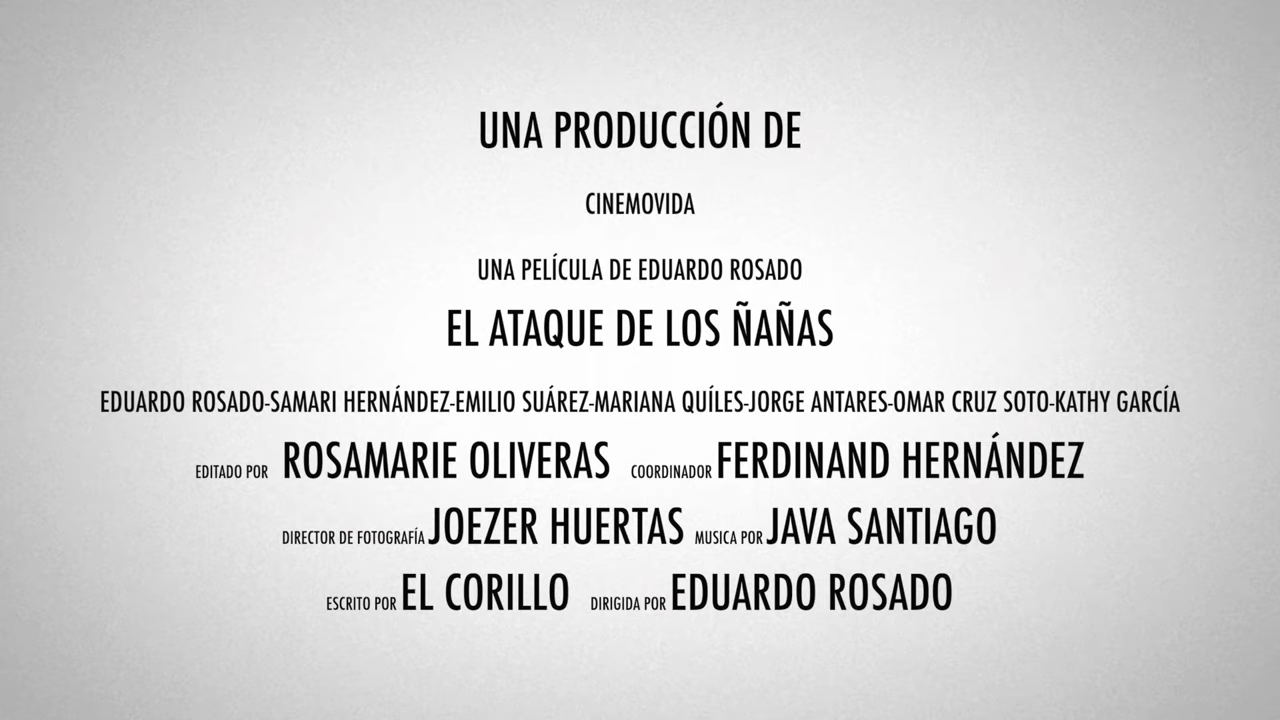 UNA PRODUCCIÓN DE
CINEMOVIDA
UNA PELÍCULA DE EDUARDO ROSADO
EL ATAQUE DE LOS ÑAÑAS
EDUARDO ROSADO-SAMARI HERNÁNDEZ-EMILIO SUÁREZ-MARIANA QUÍLES-JORGE ANTARES-OMAR CRUZ SOTO-KATHY GARCÍA
EDITADO POR ROSAMARIE OLIVERAS COORDINADOR FERDINAND HERNÁNDEZ
DIRECTOR DE FOTOGRAFÍA JOEZER HUERTAS MUSICA POR JAVA SANTIAGO
ESCRITO POR EL CORILLO DIRIGIDA POR EDUARDO ROSADO